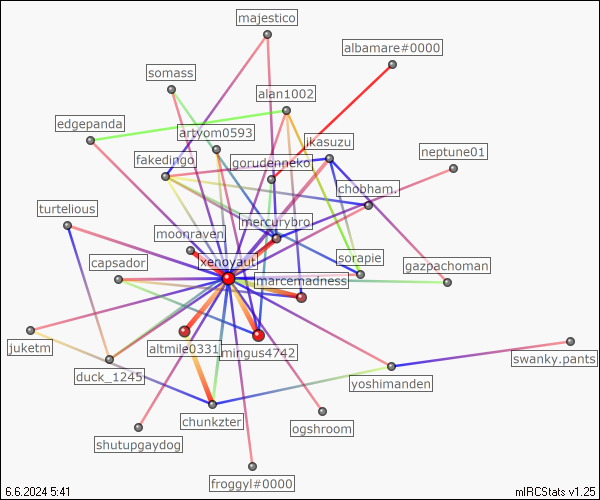 majestico
albamare#0000
somass
alan1002
edgepanda
artyom0593
jkasuzu
neptune01
fakedingo
gorudenneko
chobham.
turtelious
mercurybro
moonraven
sorapie
xenoyaut
gazpachoman
capsador
marcemadness
juketm
altmile0331
mingus4742
swanky.pants
duck_1245
yoshimanden
chunkzter
ogshroom
shutupgaydog
froggyl#0000
6.6.2024 5:41
mIRCStats v1.25